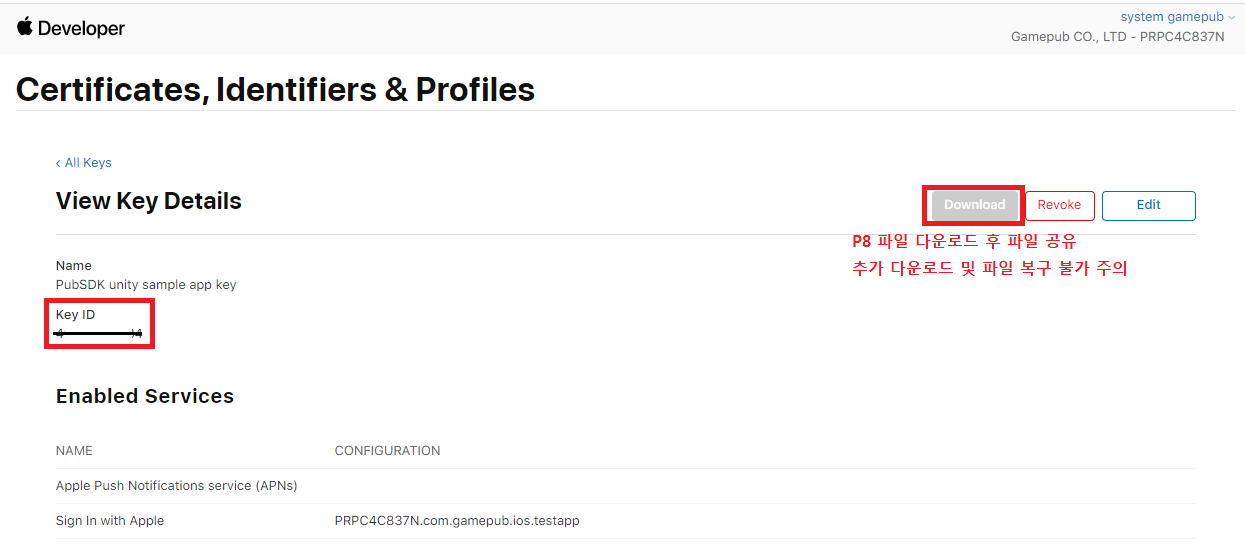 Developer
system gamepub
Gamepub CO., LTD - PRPC4C837N
Certificates, Identifiers & Profiles
All Keys
View Key Details
Download
Revoke
Edit
P8 파일 다운로드 후 파일 공유
추가 다운로드 및 파일 복구 불가 주의
Name
PubSDK unity sample app key
Key ID
Enabled Services
NAME CONFIGURATION
Apple Push Notifications service (APNs)
Sign In with Apple PRPC4C837N.com.gamepub.ios.testapp